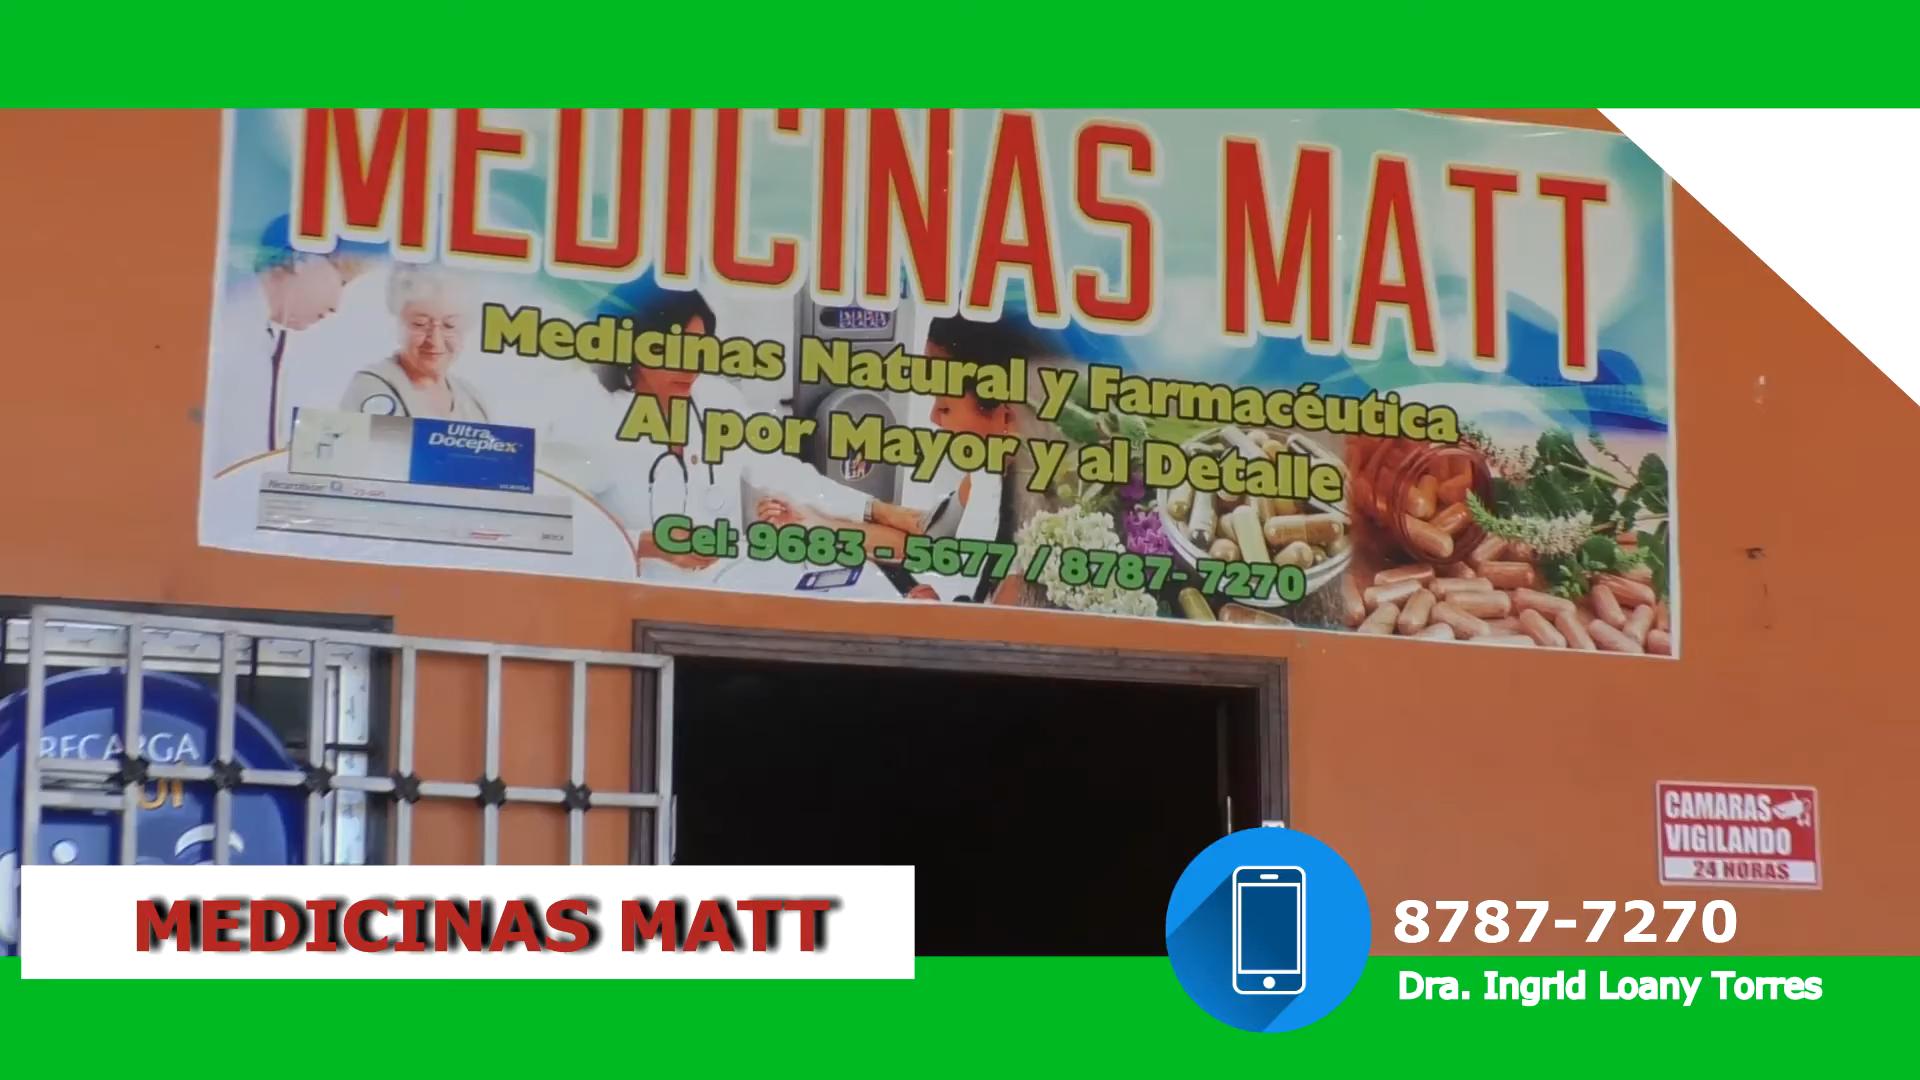 MEDICINAS MATT
Medicinas Natural y Farmacéutica
Al por Mayor y al Detalle
Ultra
Doceplex
Cel: 9683 - 5677 / 8787- 7270
RECARGA
CAMARAS
VIGILANDO
24 HORAS
MEDICINAS MATT
8787-7270
Dra. Ingrid Loany Torres